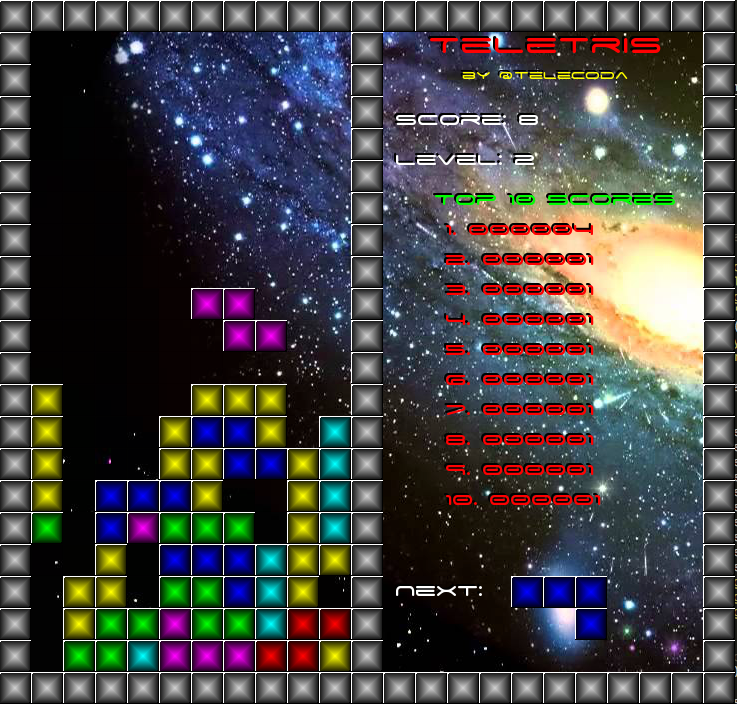 TELETRIS
BY @TELECODA
SCORE: 8
LEVEL: 2
TOP 10 SCORES
1. 000004
2. 000001
3. 000001
4. 000001
5. 000001
6. 000001
7. 000001
8. 000001
9. 000001
10. 000001
NEXT: